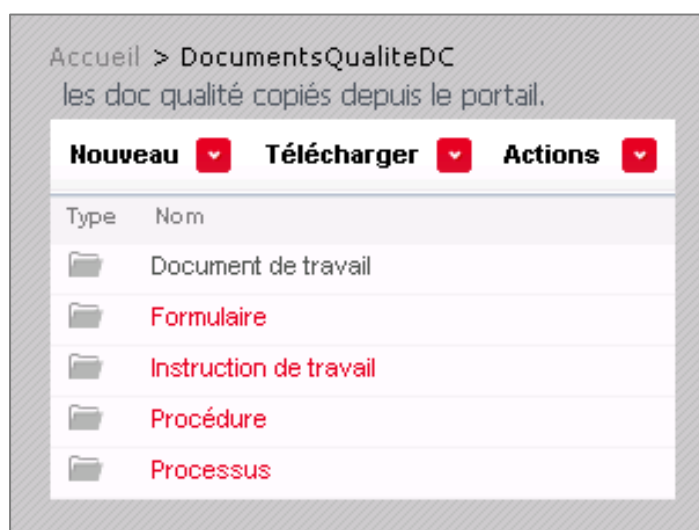 Accueil > DocumentsQualiteDC
les doc qualité copiés depuis le portail.
Nouveau Télécharger Actions
Type Nom
Document de travail
Formulaire
Instruction de travail
Procédure
Processus